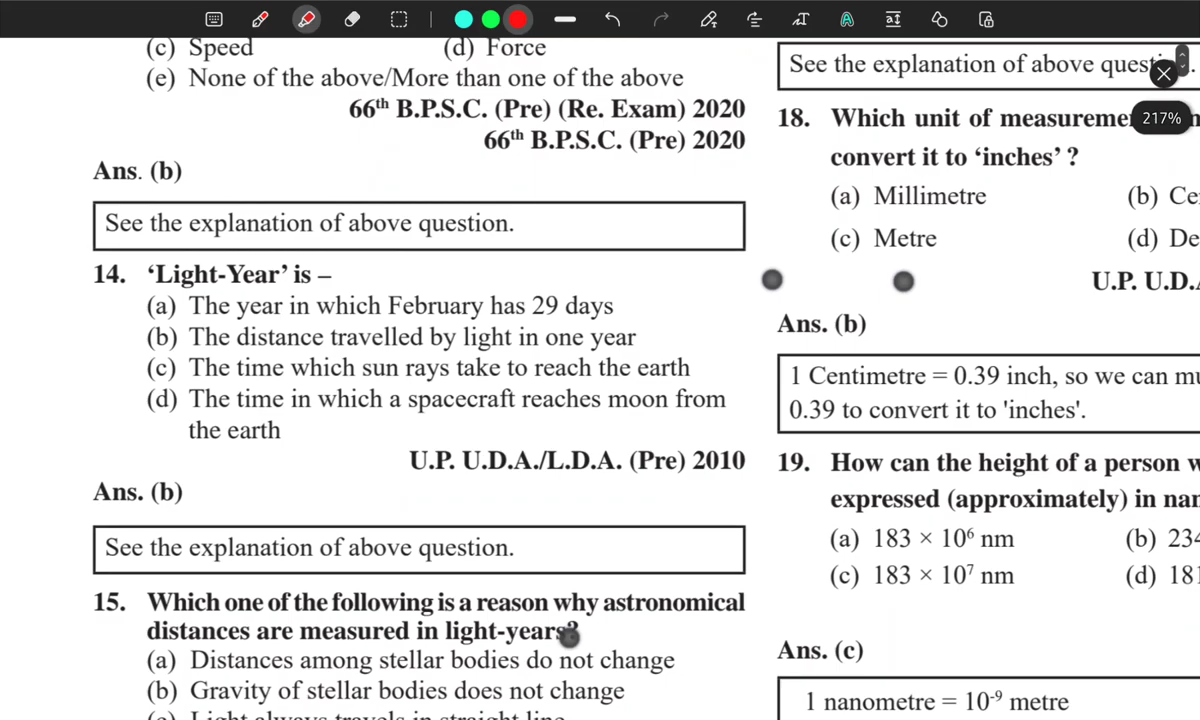 (c) Speed (d) Force
(e) None of the above/More than one of the above
66th B.P.S.C. (Pre) (Re. Exam) 2020
66th B.P.S.C. (Pre) 2020
Ans. (b)
See the explanation of above question.
14. ‘Light-Year’ is –
(a) The year in which February has 29 days
(b) The distance travelled by light in one year
(c) The time which sun rays take to reach the earth
(d) The time in which a spacecraft reaches moon from
the earth
U.P. U.D.A./L.D.A. (Pre) 2010
Ans. (b)
See the explanation of above question.
15. Which one of the following is a reason why astronomical
distances are measured in light-years?
(a) Distances among stellar bodies do not change
(b) Gravity of stellar bodies does not change
(c) Light always travels in straight line
See the explanation of above
217%
18. Which unit of
convert it to ‘inches’ ?
(a) Millimetre (b)
(c) Metre (d)
U.P.
Ans. (b)
1 Centimetre = 0.39 inch, so we can
0.39 to convert it to 'inches'.
19. How can the height of a person
expressed (approximately) in
(a) 183 × 10⁶ nm (b)
(c) 183 × 10⁷ nm (d)
Ans. (c)
1 nanometre = 10⁻⁹ metre